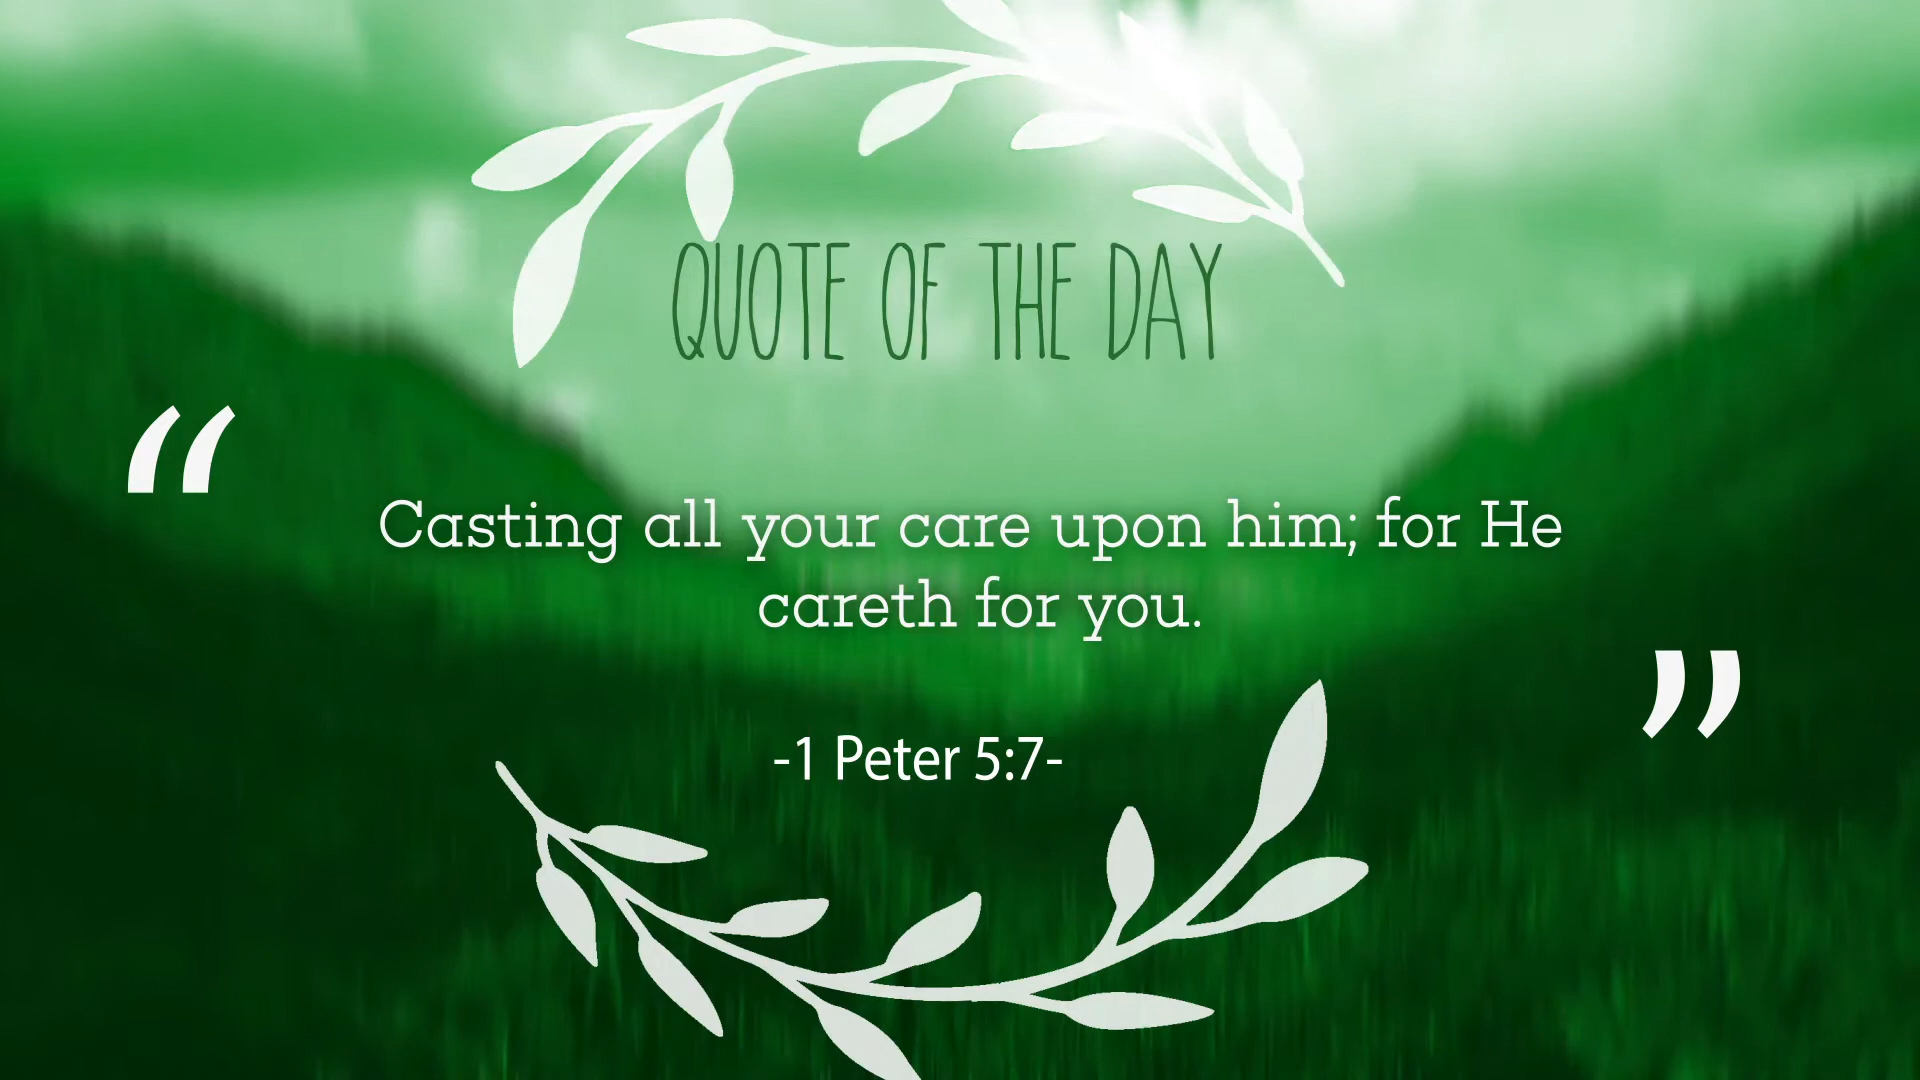 QUOTE OF THE DAY
“
Casting all your care upon him; for He
careth for you.
”
-1 Peter 5:7-